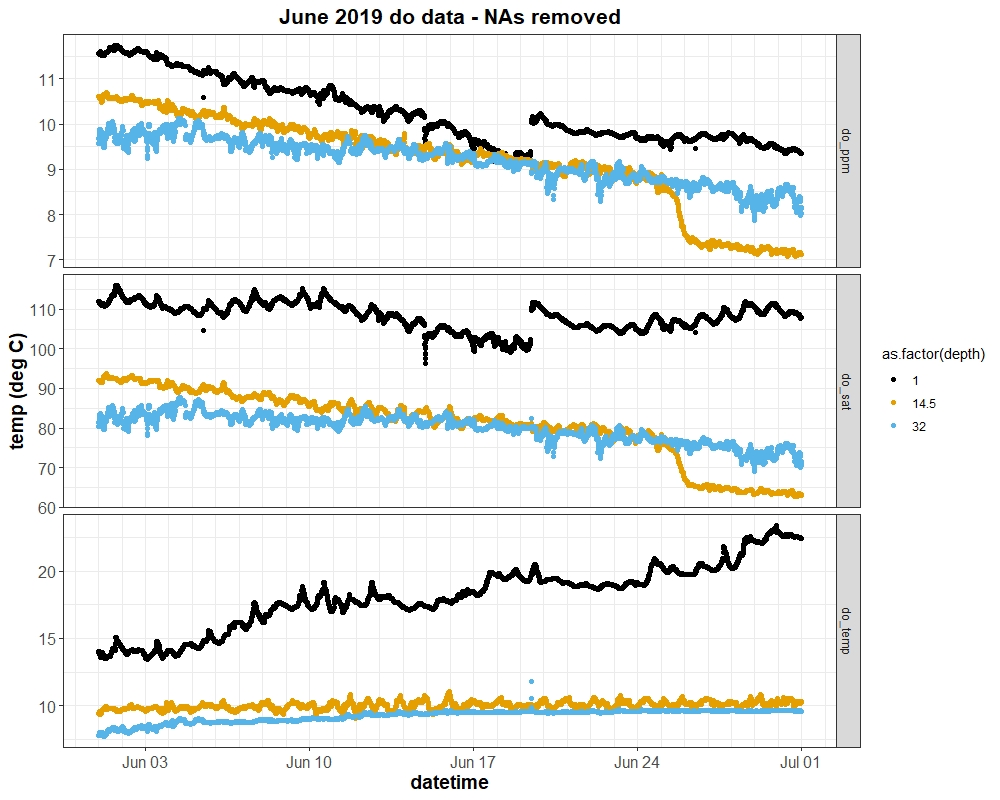 June 2019 do data - NAs removed
11
10
9
8
7
do_ppm
110
100
90
80
70
60
do_sat
20
15
10
do_temp
temp (deg C)
Jun 03
Jun 10
Jun 17
Jun 24
Jul 01
datetime
as.factor(depth)
1
14.5
32